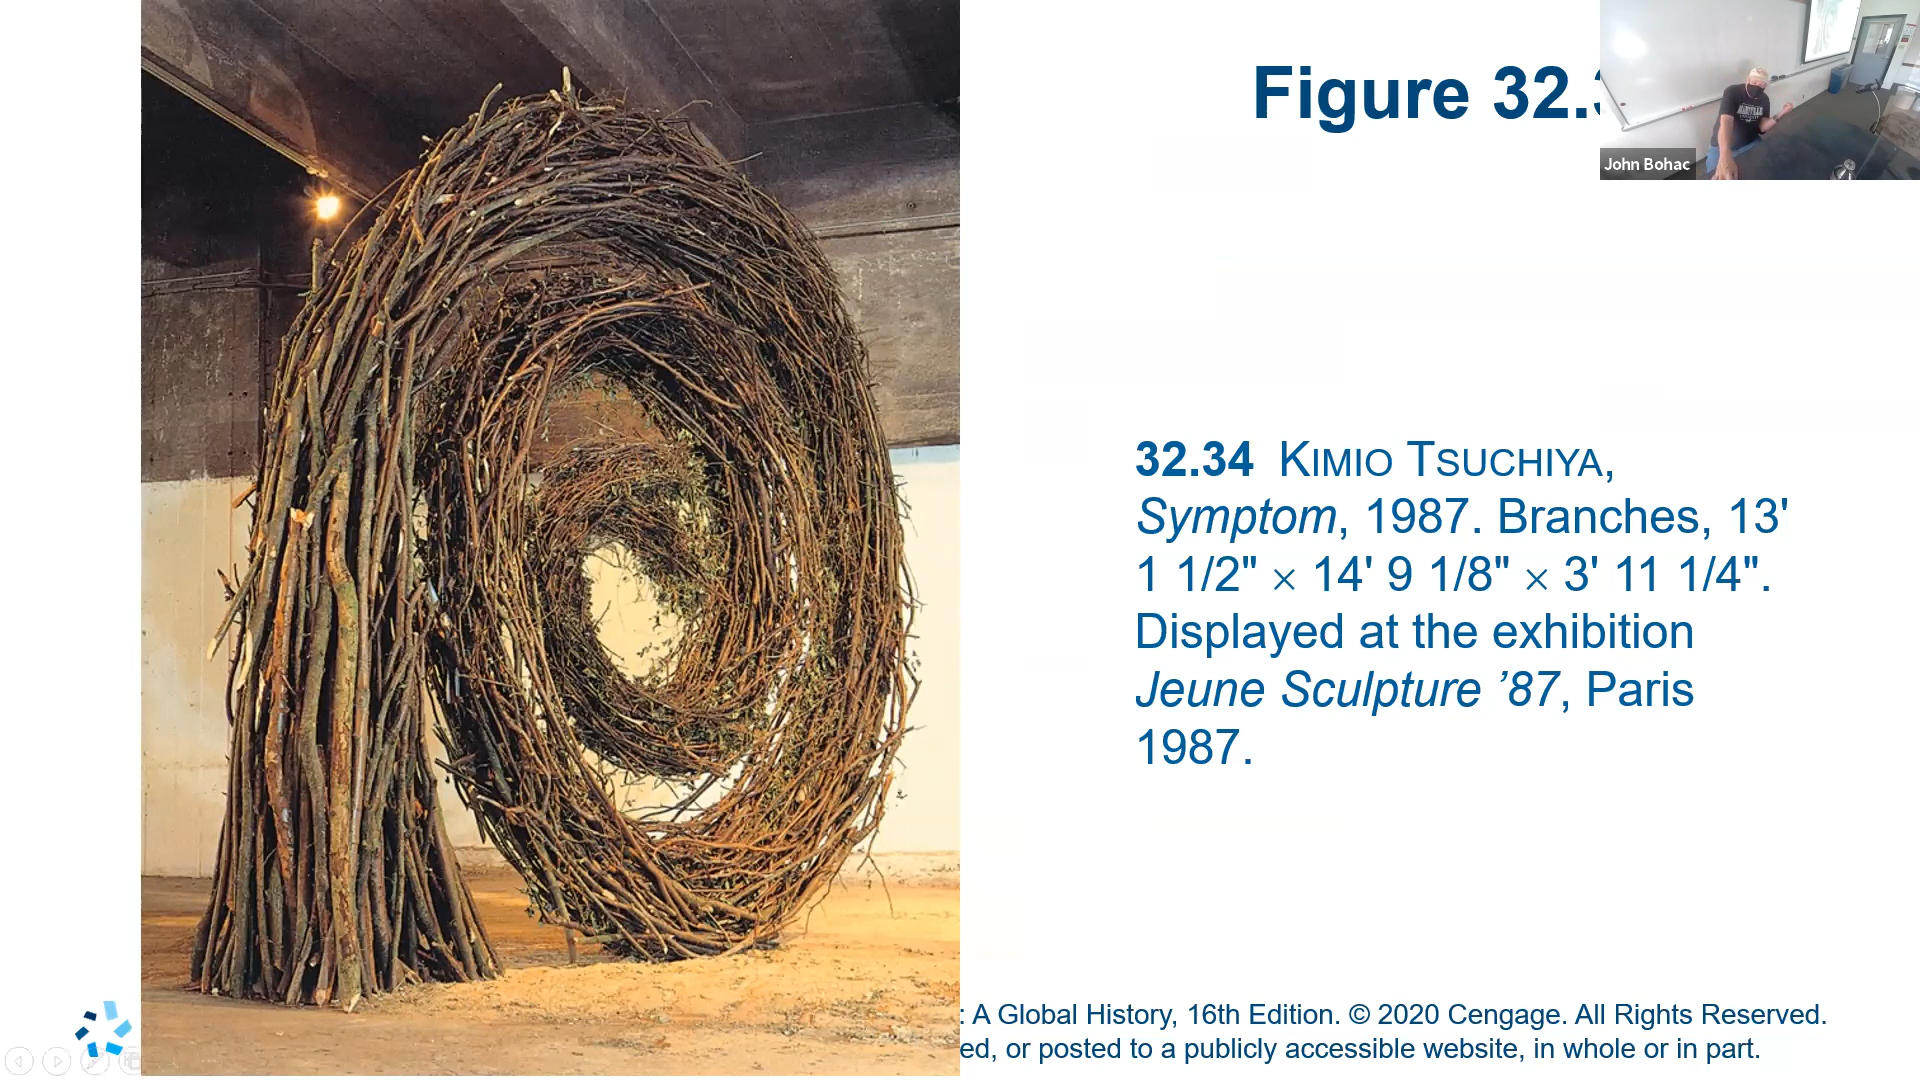 Figure 32.3
John Bohac
32.34 KIMIO TSUCHIYA,
Symptom, 1987. Branches, 13'
1 1/2" × 14' 9 1/8" × 3' 11 1/4".
Displayed at the exhibition
Jeune Sculpture ’87, Paris
1987.
: A Global History, 16th Edition. © 2020 Cengage. All Rights Reserved.
ed, or posted to a publicly accessible website, in whole or in part.